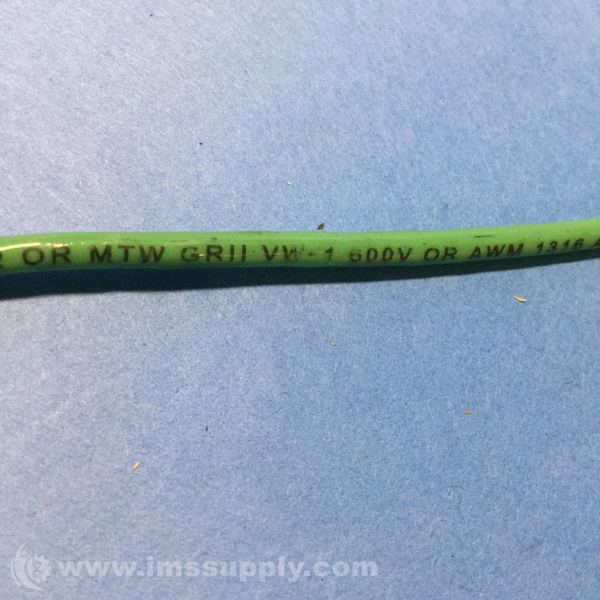 R OR MTW GRII VW-1 600V OR AWM 1316 A
www.imssupply.com